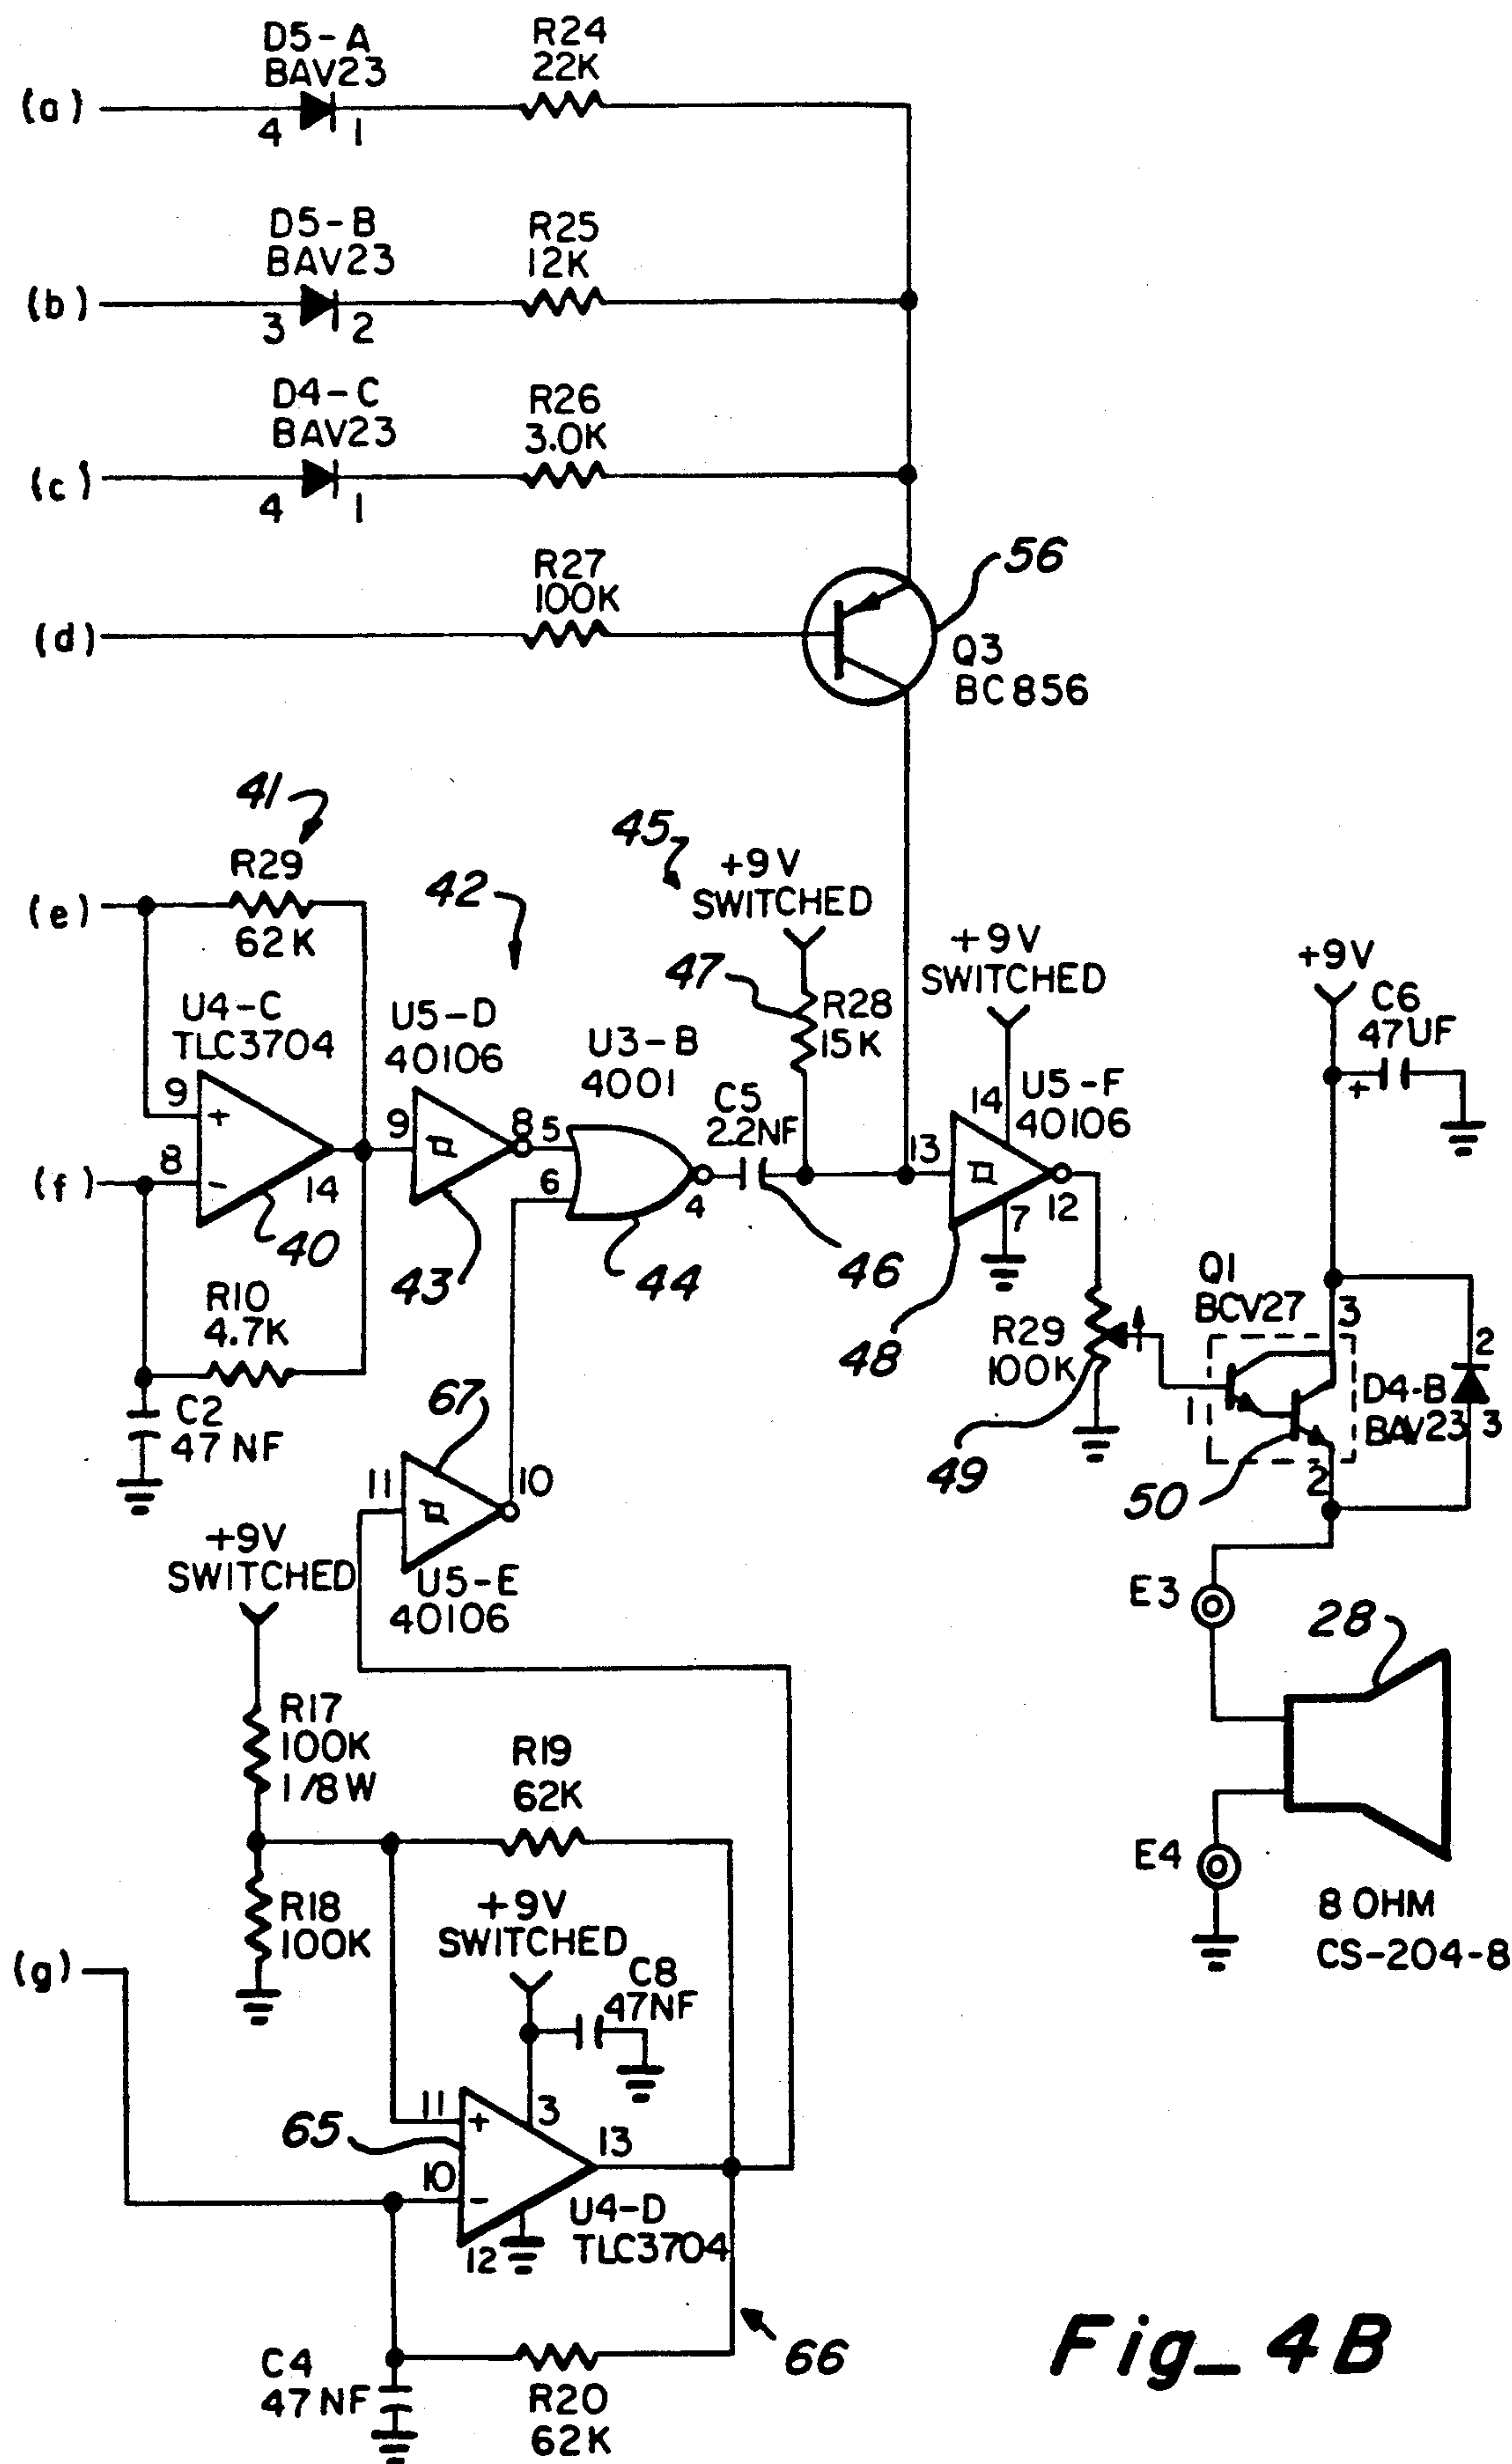 D5-A
BAV23
R24
22K
(a)
4
1
D5-B
BAV23
R25
12K
(b)
3
2
D4-C
BAV23
R26
3.0K
(c)
4
1
R27
100K
(d)
56
Q3
BC856
41
R29
62K
(e)
42
45
+9V
SWITCHED
47
R28
15K
+9V
SWITCHED
+9V
C6
47UF
+
U4-C
TLC3704
U5-D
40106
U3-B
4001
C5
2.2NF
U5-F
40106
9
+
8
-
(f)
14
40
9
8
43
5
6
4
44
46
13
14
7
12
48
R10
4.7K
C2
47NF
67
11
10
U5-E
40106
R29
100K
49
Q1
BCV27
3
1
2
50
D4-B
BAV23
2
3
E3
28
E4
8 OHM
CS-204-8
+9V
SWITCHED
R17
100K
1/8W
R19
62K
R18
100K
+9V
SWITCHED
C8
47NF
(g)
65
11
+
3
13
10
-
12
U4-D
TLC3704
66
C4
47NF
R20
62K
Fig_ 4B